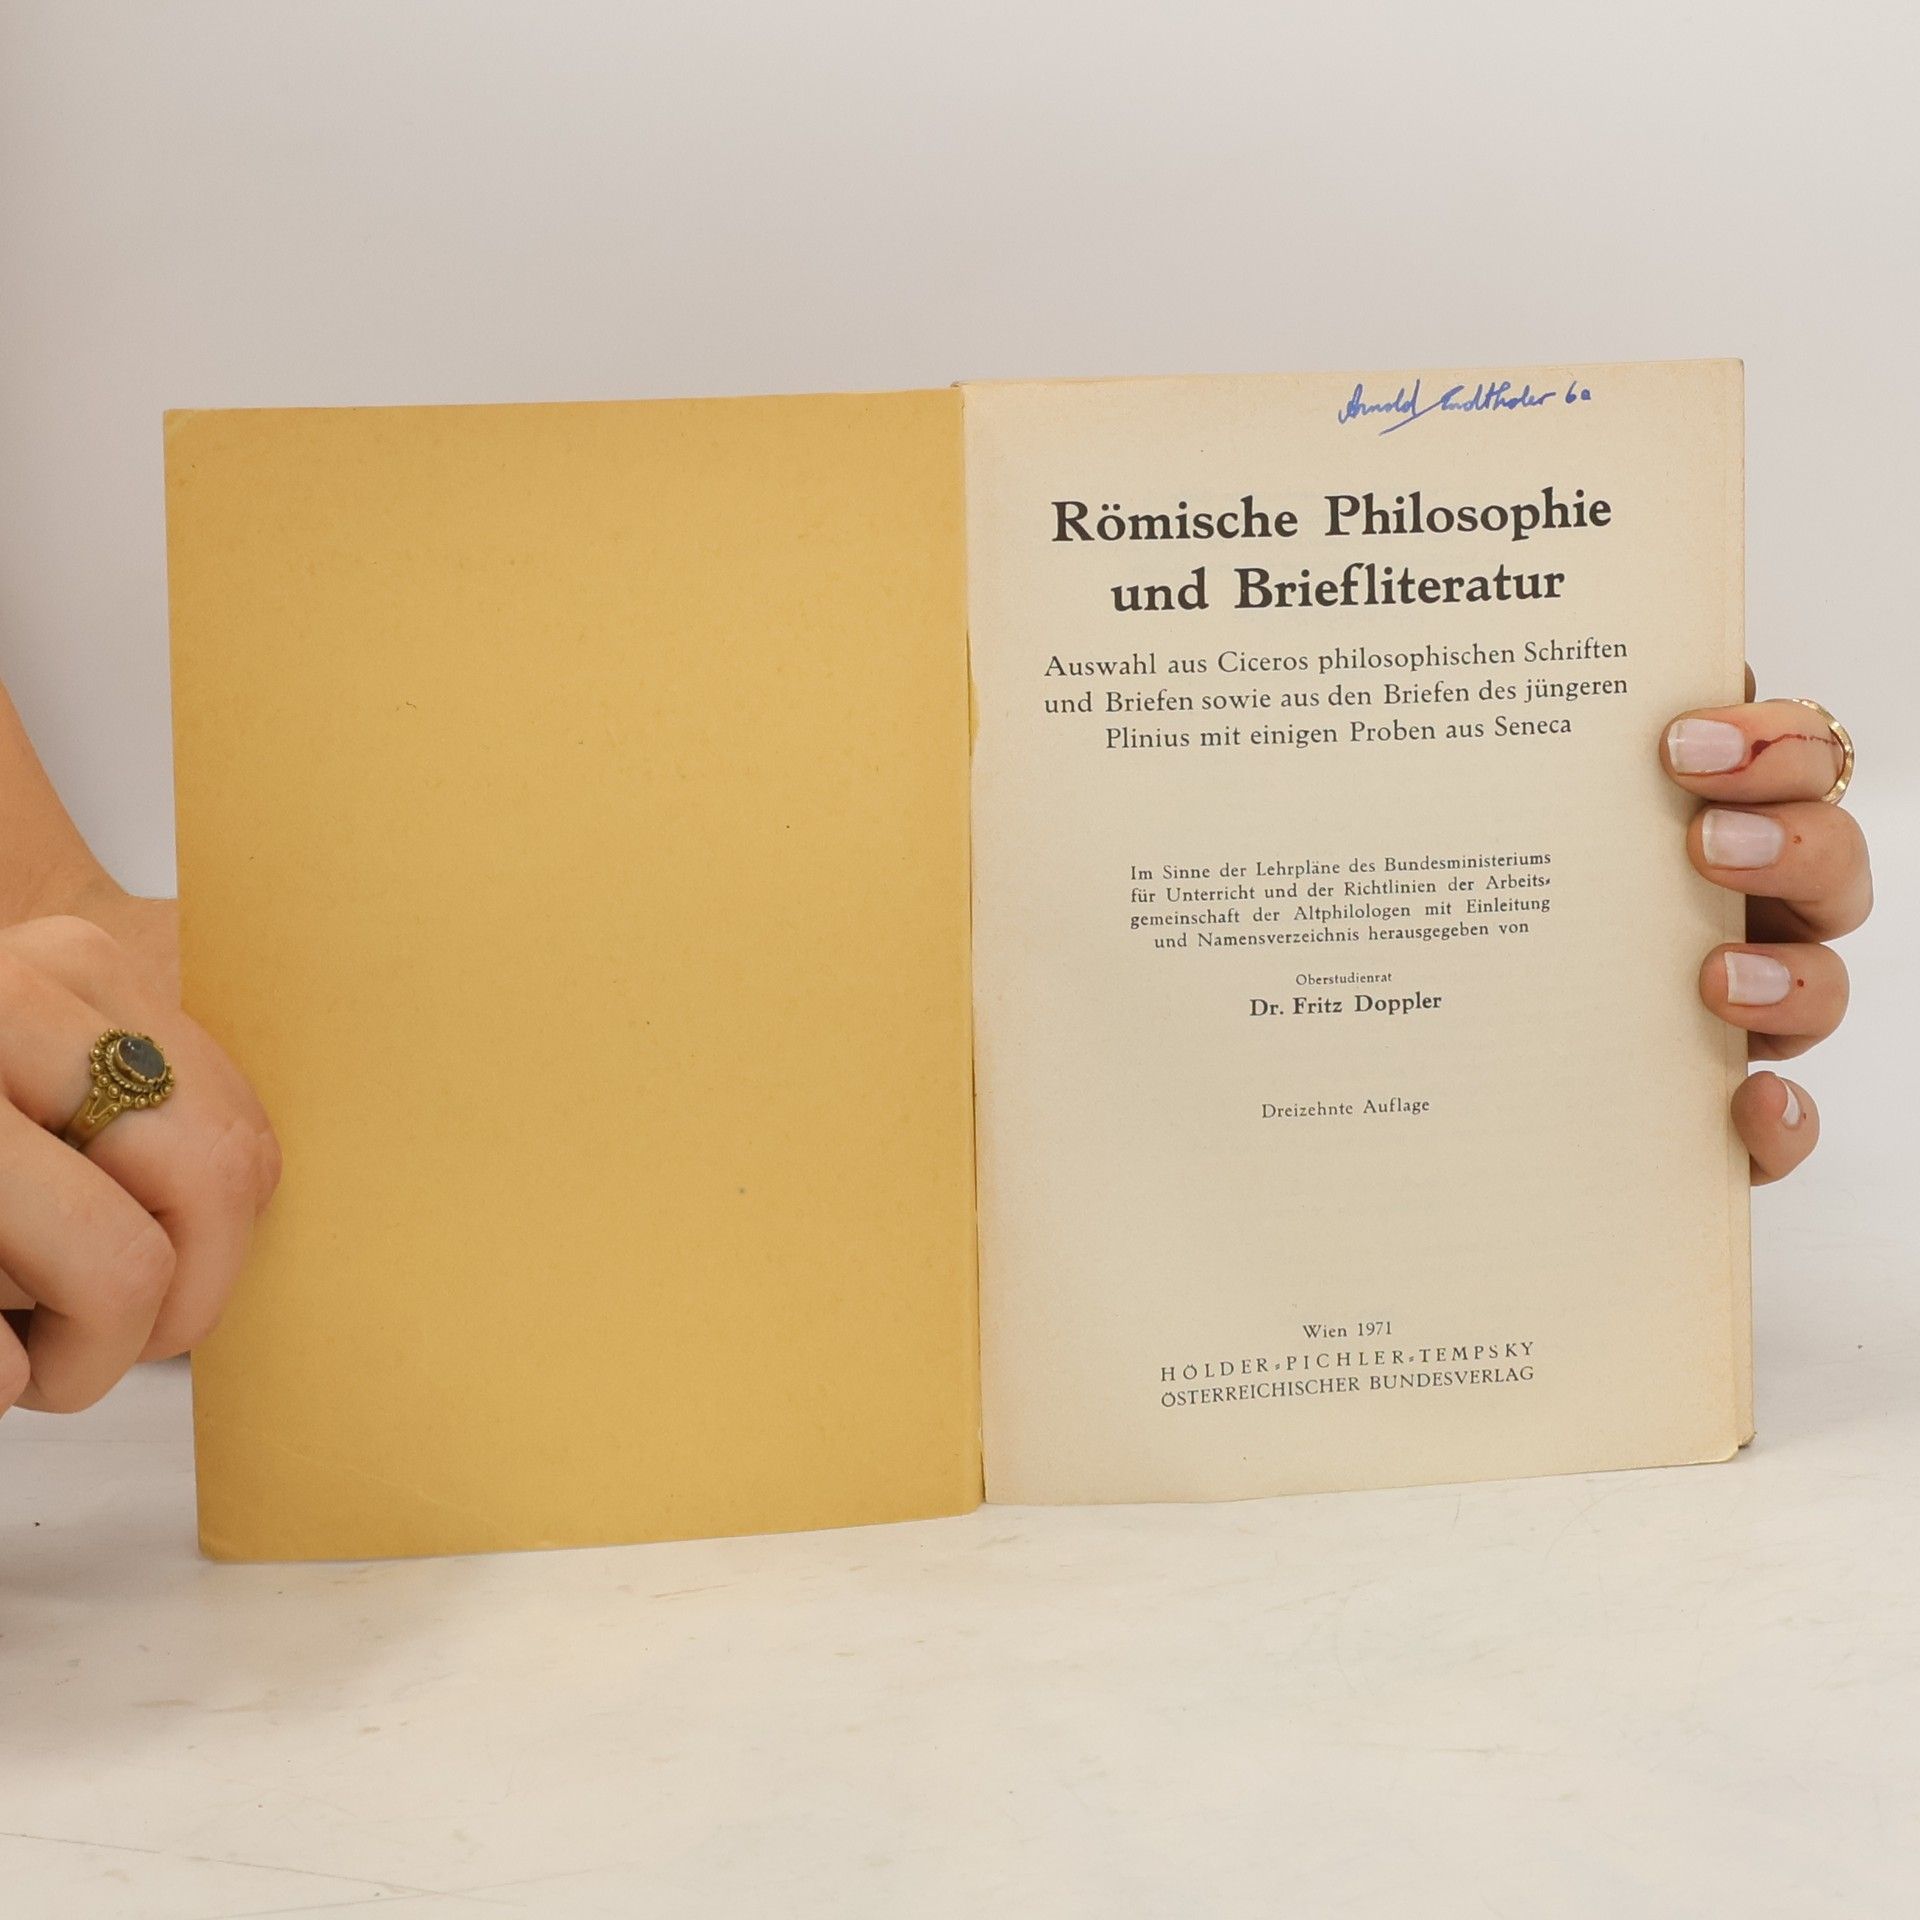 Arnold 6a
Römische Philosophie
und Briefliteratur
Auswahl aus Ciceros philosophischen Schriften
und Briefen sowie aus den Briefen des jüngeren
Plinius mit einigen Proben aus Seneca
Im Sinne der Lehrpläne des Bundesministeriums
für Unterricht und der Richtlinien der Arbeits-
gemeinschaft der Altphilologen mit Einleitung
und Namensverzeichnis herausgegeben von
Oberstudienrat
Dr. Fritz Doppler
Dreizehnte Auflage
Wien 1971
HÖLDER-PICHLER-TEMPSKY
ÖSTERREICHISCHER BUNDESVERLAG